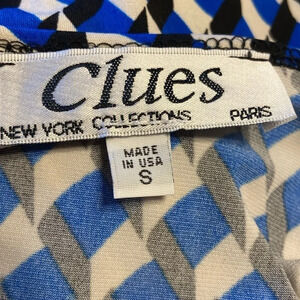 Clues
NEW YORK COLLECTIONS PARIS
MADE
IN USA
S